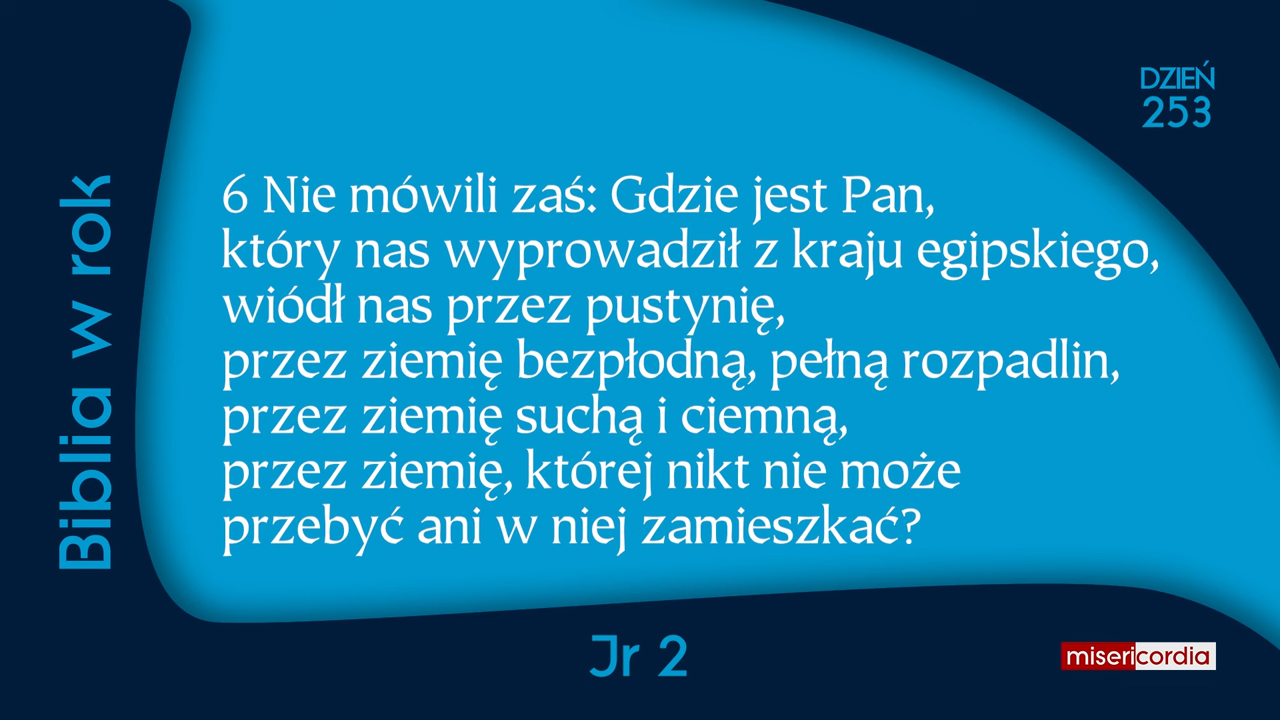 DZIEŃ
253
Biblia w rok
6 Nie mówili zaś: Gdzie jest Pan,
który nas wyprowadził z kraju egipskiego,
wiódł nas przez pustynię,
przez ziemię bezpłodną, pełną rozpadlin,
przez ziemię suchą i ciemną,
przez ziemię, której nikt nie może
przebyć ani w niej zamieszkać?
Jr 2
misericordia